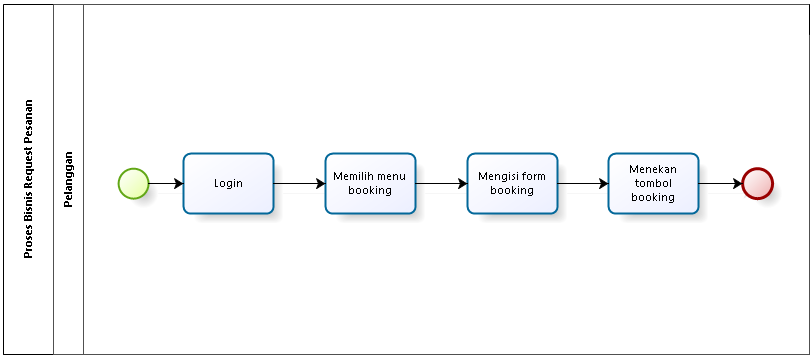 Proses Bisnis Request Pesanan
Pelanggan
Login
Memilih menu
booking
Mengisi form
booking
Menekan
tombol
booking